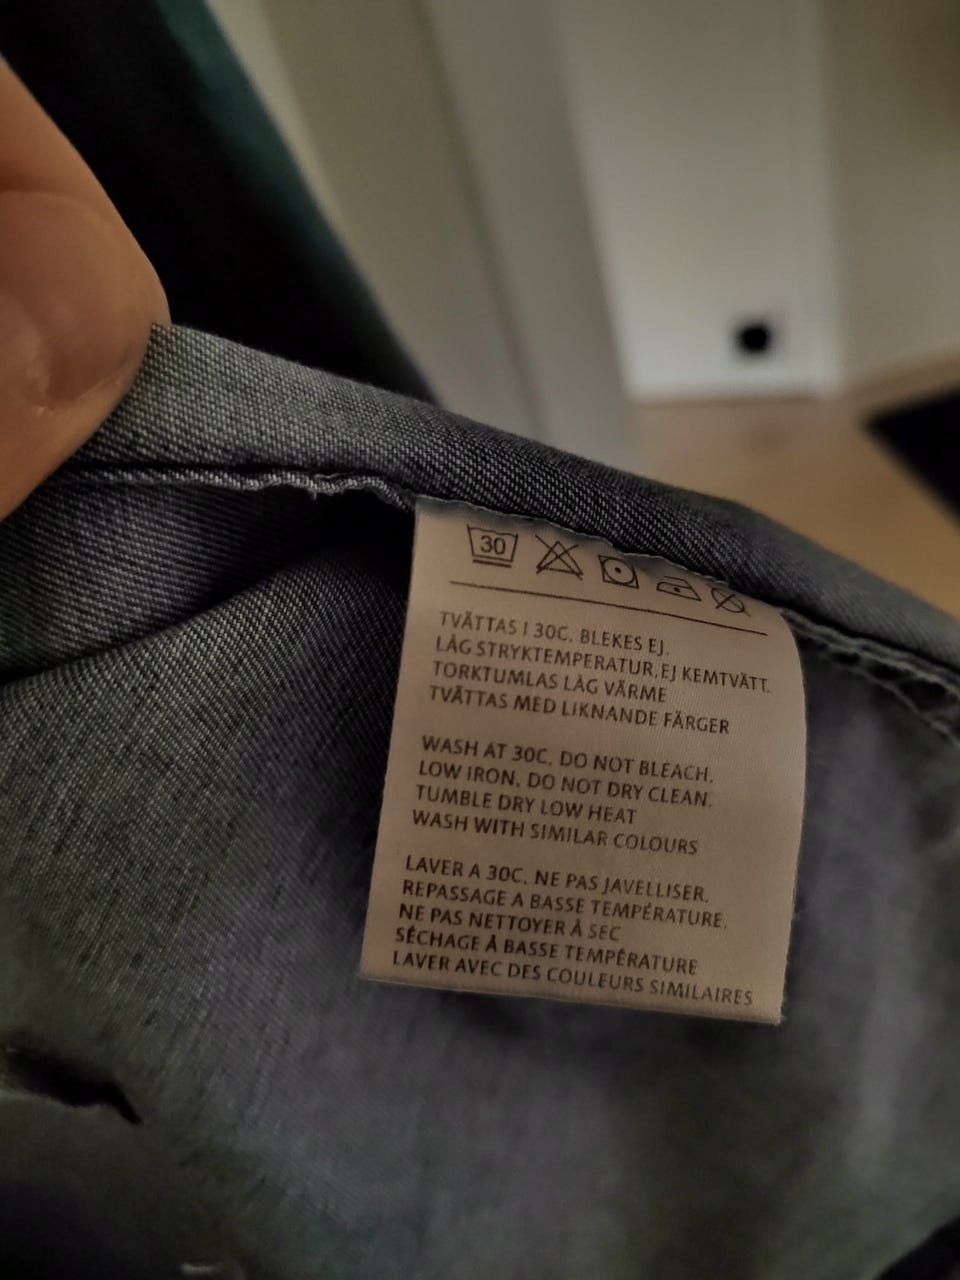 30
TVÄTTAS I 30C. BLEKES EJ.
LÅG STRYKTEMPERATUR, EJ KEMTVÄTT.
TORKTUMLAS LÅG VÄRME
TVÄTTAS MED LIKNANDE FÄRGER
WASH AT 30C, DO NOT BLEACH.
LOW IRON, DO NOT DRY CLEAN.
TUMBLE DRY LOW HEAT
WASH WITH SIMILAR COLOURS
LAVER A 30C, NE PAS JAVELLISER.
REPASSAGE A BASSE TEMPÉRATURE.
NE PAS NETTOYER Å SEC
SÉCHAGE Å BASSE TEMPÉRATURE
LAVER AVEC DES COULEURS SIMILAIRES